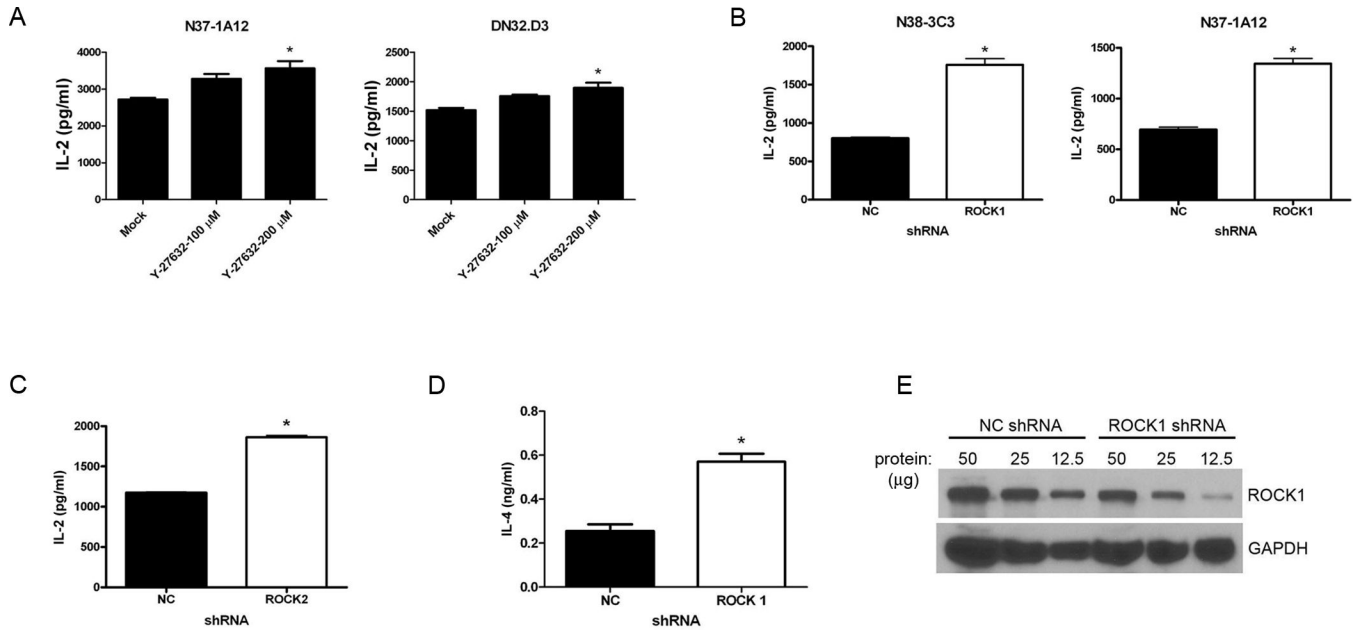 A
N37-1A12
IL-2 (pg/ml)
4000
3000
2000
1000
0
*
Mock
Y-27632-100 μM
Y-27632-200 μM
DN32.D3
IL-2 (pg/ml)
2500
2000
1500
1000
500
0
*
Mock
Y-27632-100 μM
Y-27632-200 μM
B
N38-3C3
IL-2 (pg/ml)
2000
1500
1000
500
0
*
NC
ROCK1
shRNA
N37-1A12
IL-2 (pg/ml)
1500
1000
500
0
*
NC
ROCK1
shRNA
C
IL-2 (pg/ml)
2000
1500
1000
500
0
*
NC
ROCK2
shRNA
D
IL-4 (ng/ml)
0.8
0.6
0.4
0.2
0.0
*
NC
ROCK 1
shRNA
E
NC shRNA
ROCK1 shRNA
protein:
(μg)
50 25 12.5 50 25 12.5
ROCK1
GAPDH